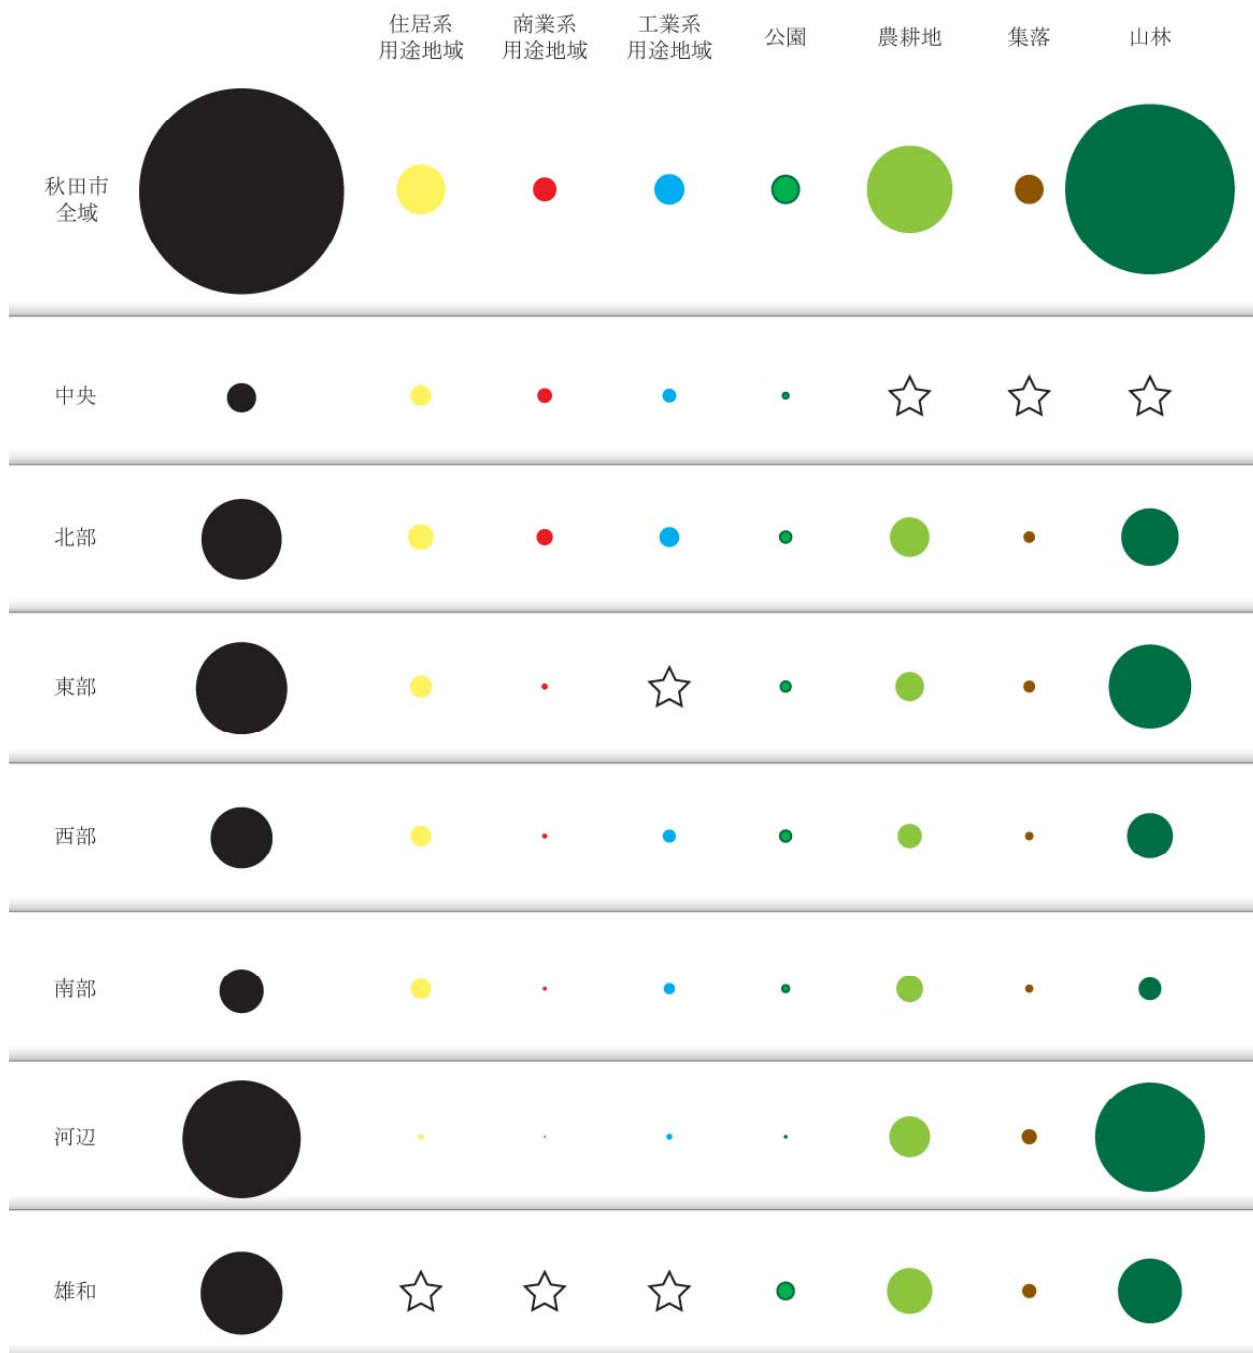 住居系
用途地域
商業系
用途地域
工業系
用途地域
公園
農耕地
集落
山林
秋田市
全域
中央
北部
東部
西部
南部
河辺
雄和